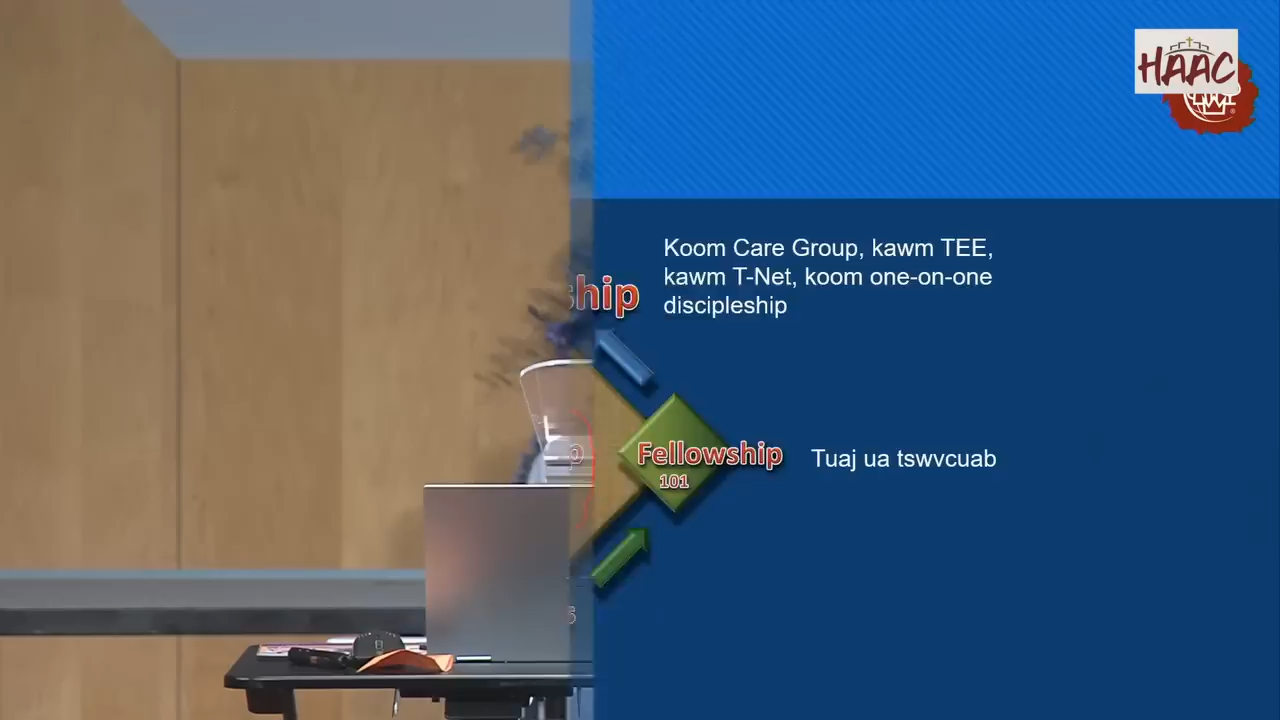 HAAC
Koom Care Group, kawm TEE,
kawm T-Net, koom one-on-one
discipleship
ship
Fellowship
101
Tuaj ua tswvcuab
p